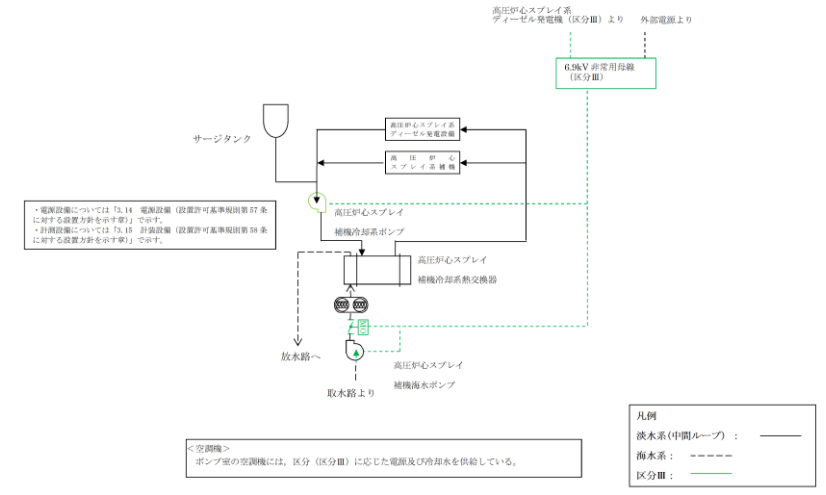 高圧炉心スプレイ系
ディーゼル発電機（区分Ⅲ）より
外部電源より
6.9kV 非常用母線
（区分Ⅲ）
サージタンク
高圧炉心スプレイ系
ディーゼル発電設備
高圧炉心
スプレイ系補機
・電源設備については「3.14　電源設備（設置許可基準規則第57条
に対する設置方針を示す章）」で示す。
・計測設備については「3.15　計装設備（設置許可基準規則第58条
に対する設置方針を示す章）」で示す。
高圧炉心スプレイ
補機冷却系ポンプ
高圧炉心スプレイ
補機冷却系熱交換器
MO
放水路へ
高圧炉心スプレイ
補機海水ポンプ
取水路より
＜空調機＞
ポンプ室の空調機には，区分（区分Ⅲ）に応じた電源及び冷却水を供給している。
凡例
淡水系(中間ループ)　：
海水系：
区分Ⅲ：